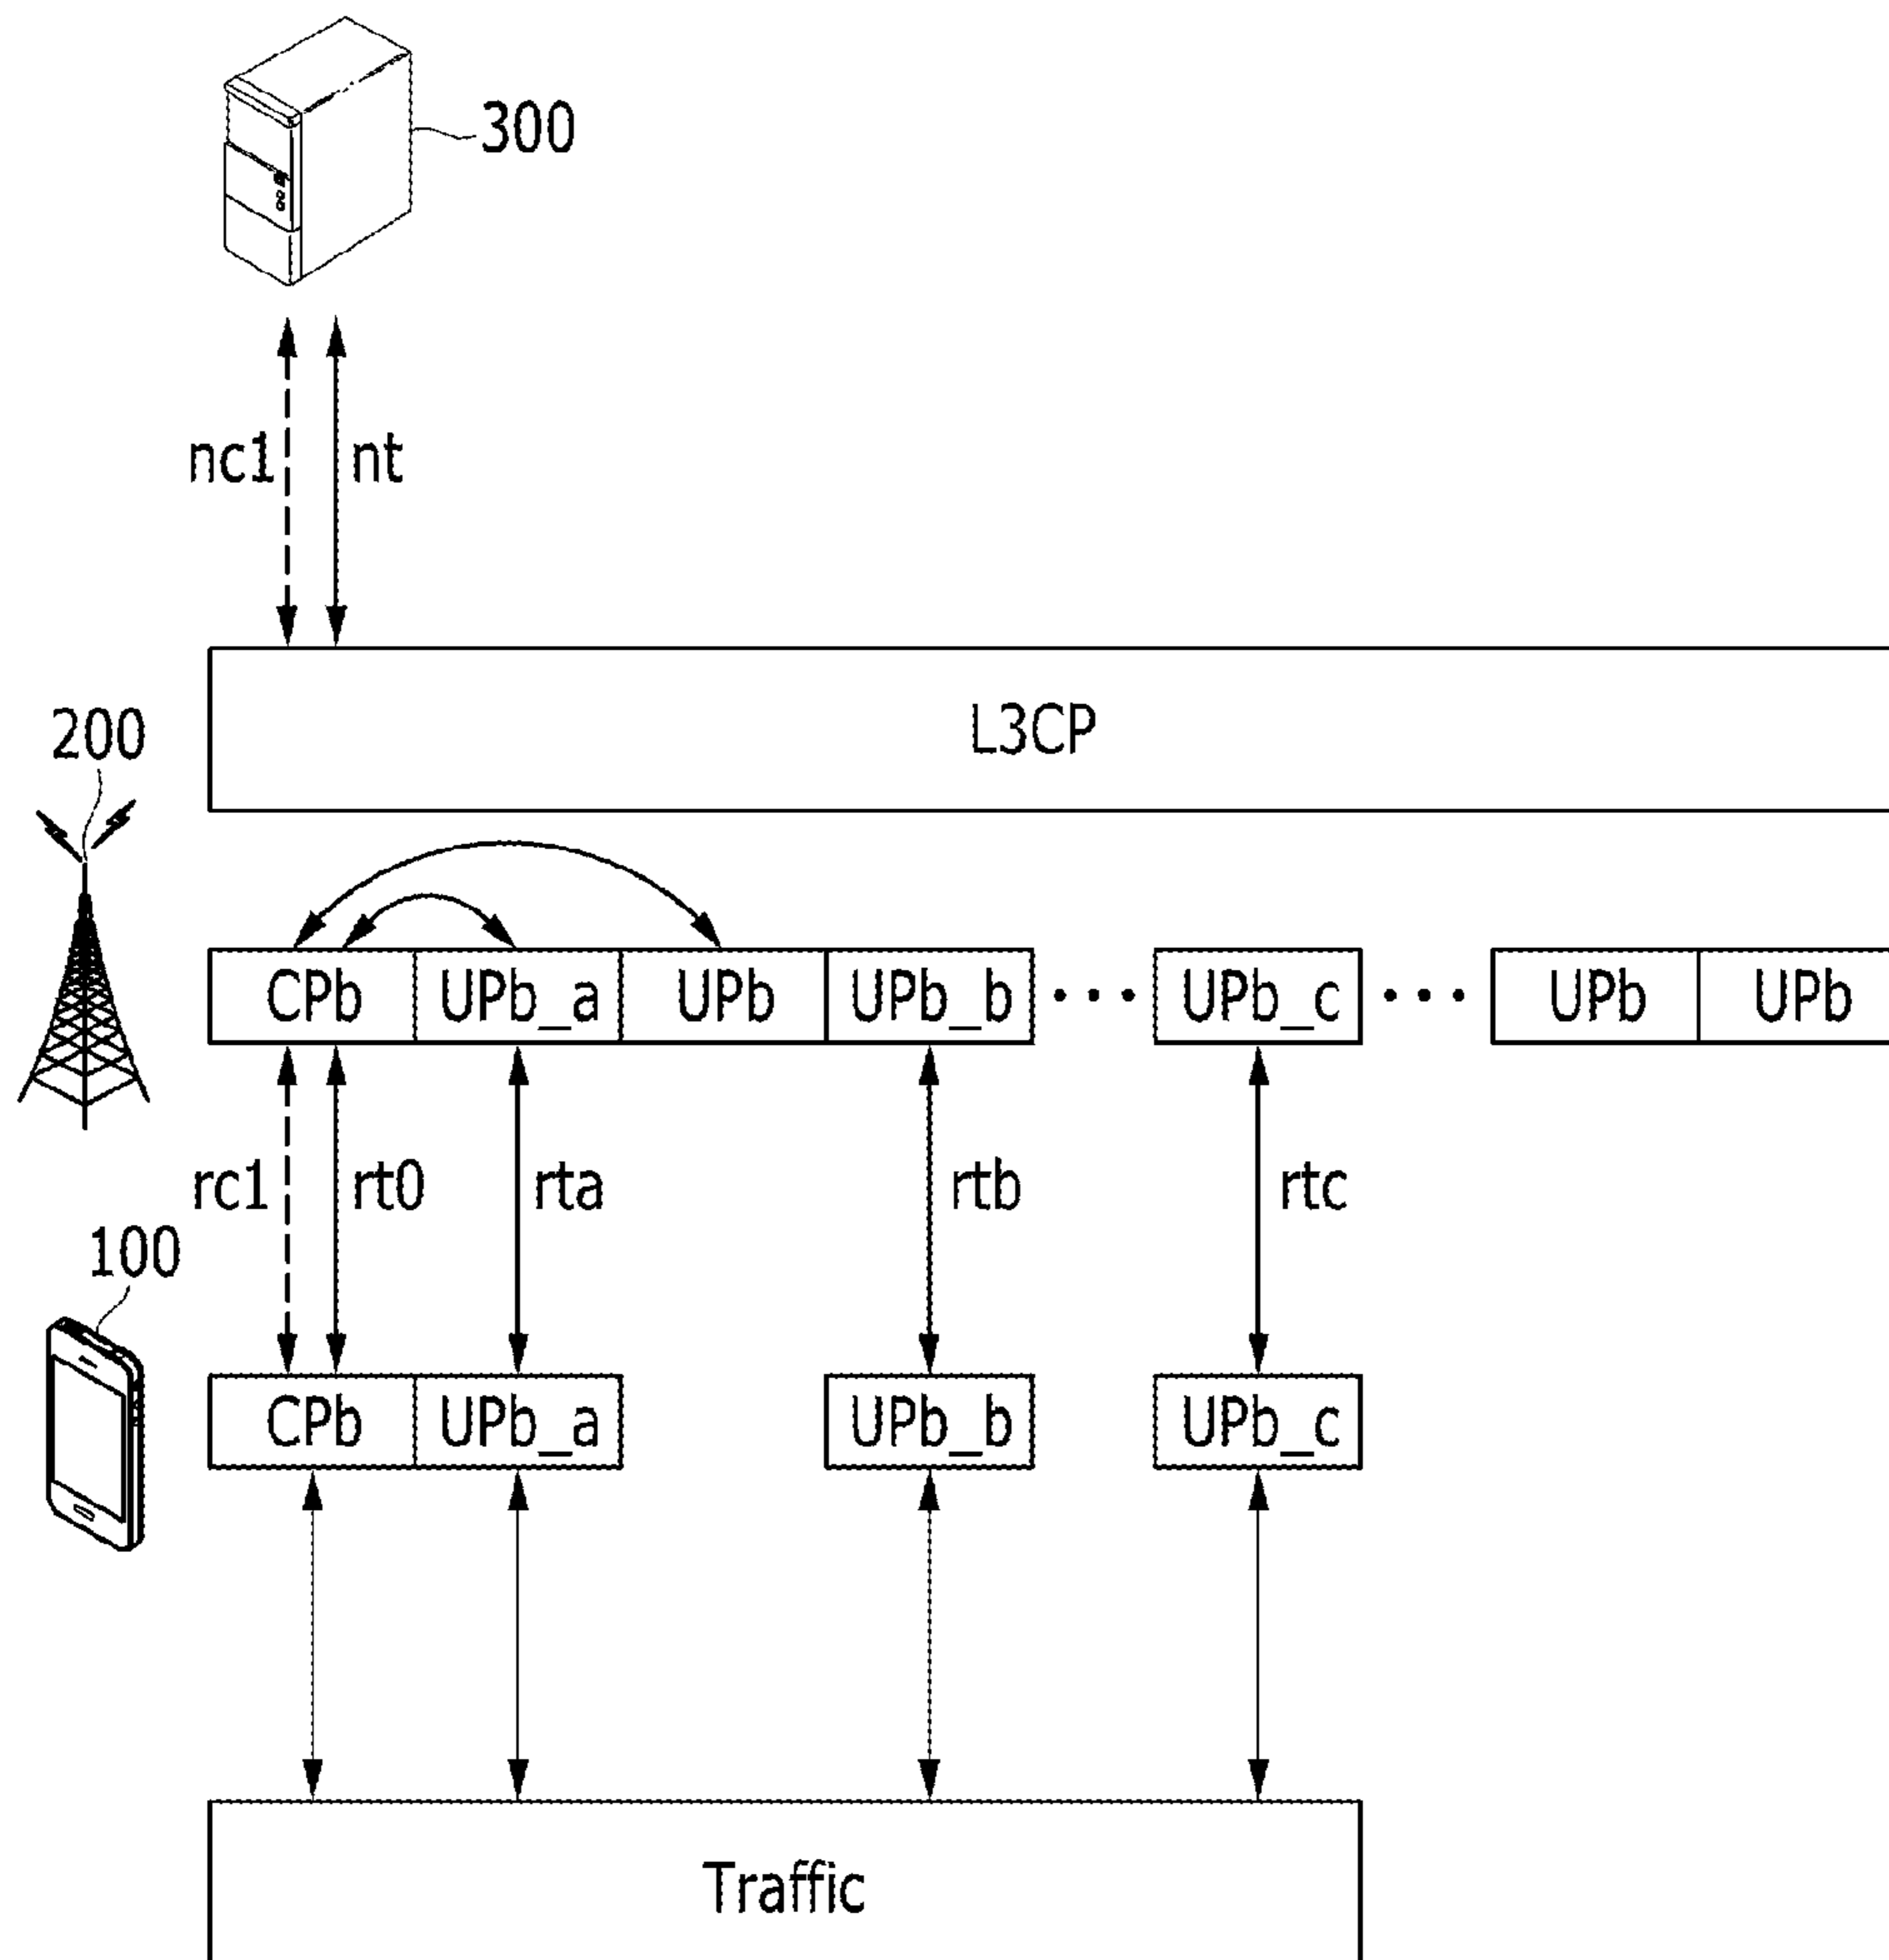 300
nc1 nt
L3CP
200
CPb UPb_a UPb UPb_b ••• UPb_c ••• UPb UPb
rc1 rt0 rta rtb rtc
100
CPb UPb_a UPb_b UPb_c
Traffic